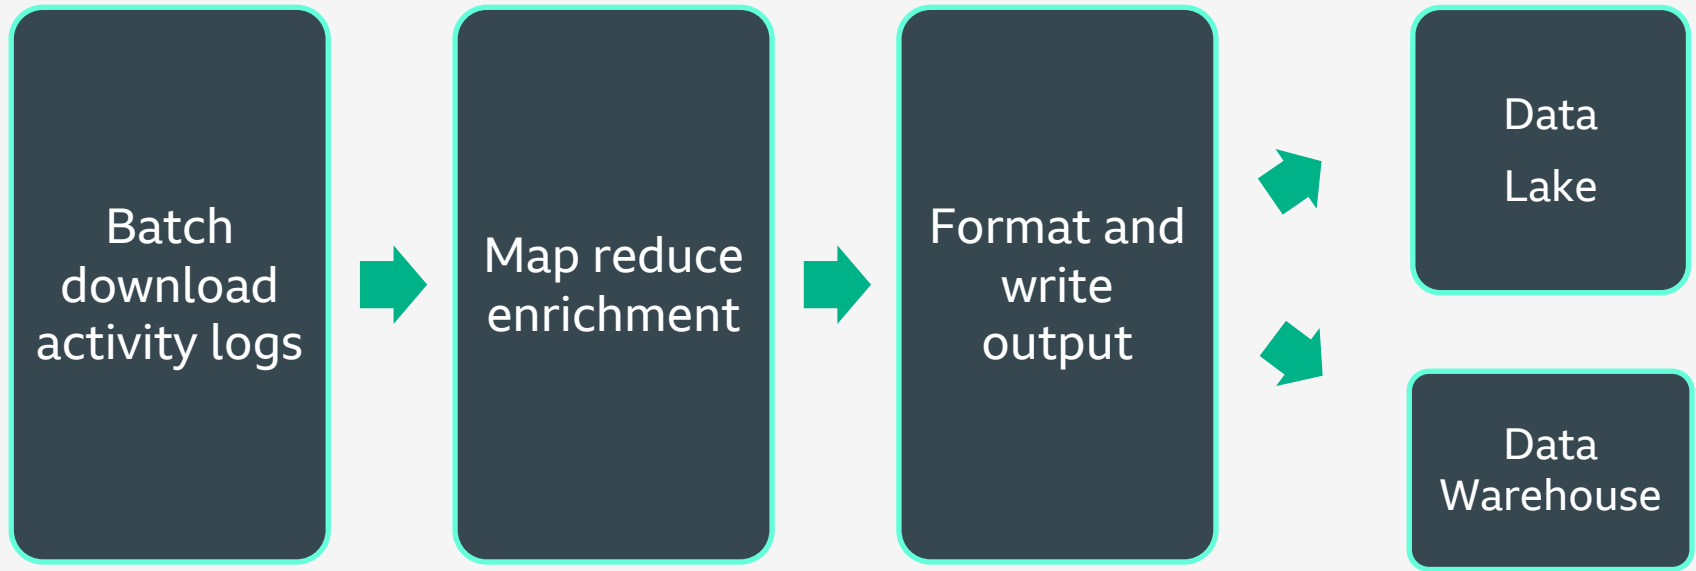 Batch
download
activity logs
Map reduce
enrichment
Format and
write
output
Data
Lake
Data
Warehouse